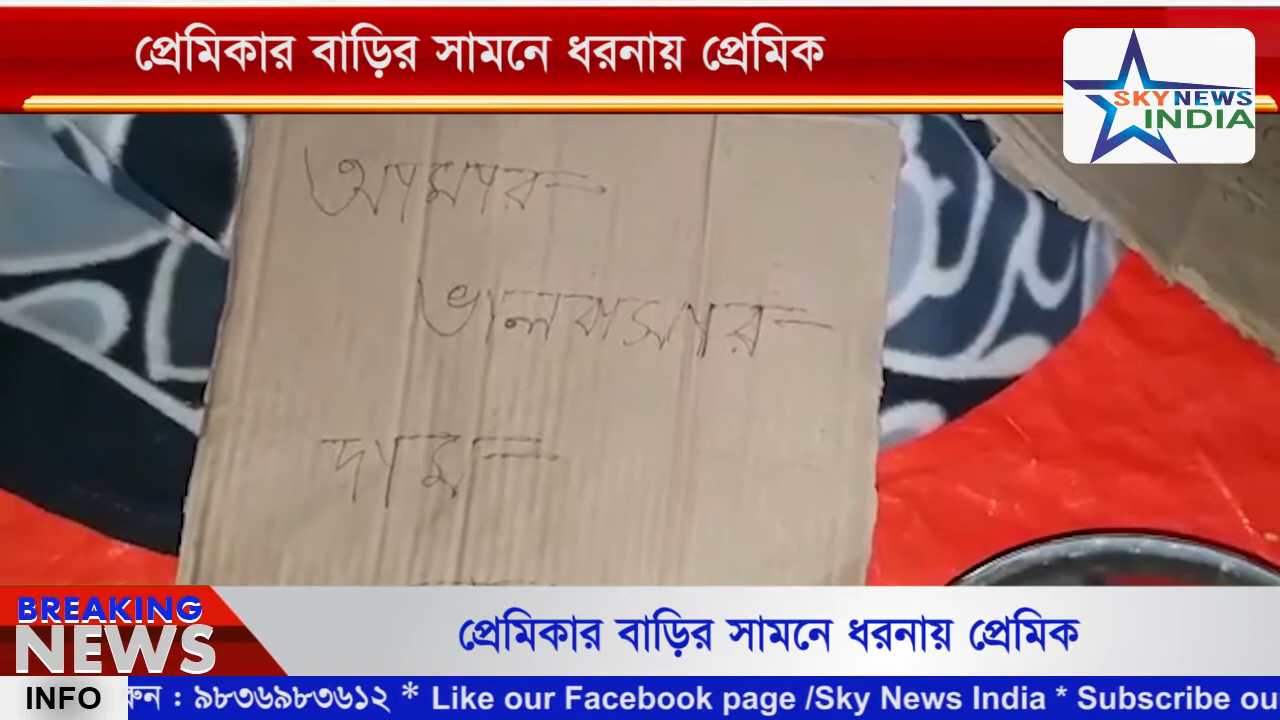 প্রেমিকার বাড়ির সামনে ধরনায় প্রেমিক
SKY NEWS
INDIA
আমার
ভালবাসার
দাম
BREAKING
NEWS
প্রেমিকার বাড়ির সামনে ধরনায় প্রেমিক
INFO
: ৯৮৩৬৯৮৩৬১২ * Like our Facebook page /Sky News India * Subscribe ou